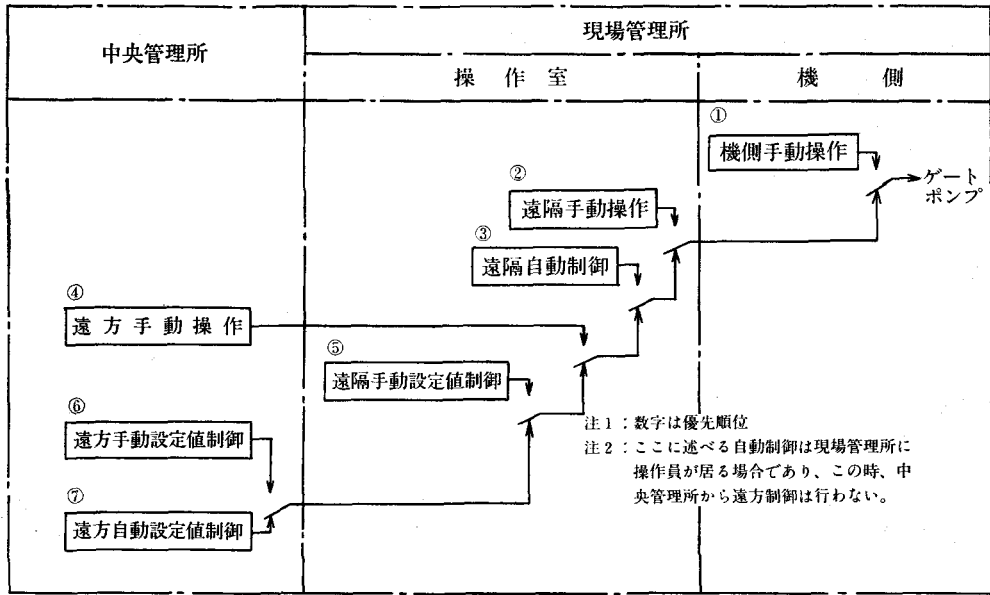 中央管理所
現場管理所
操作室
機側
①
機側手動操作
ゲート
ポンプ
②
遠隔手動操作
③
遠隔自動制御
④
遠方手動操作
⑤
遠隔手動設定値制御
⑥
遠方手動設定値制御
⑦
遠方自動設定値制御
注1：数字は優先順位
注2：ここに述べる自動制御は現場管理所に
操作員が居る場合であり、この時、中
央管理所から遠方制御は行わない。